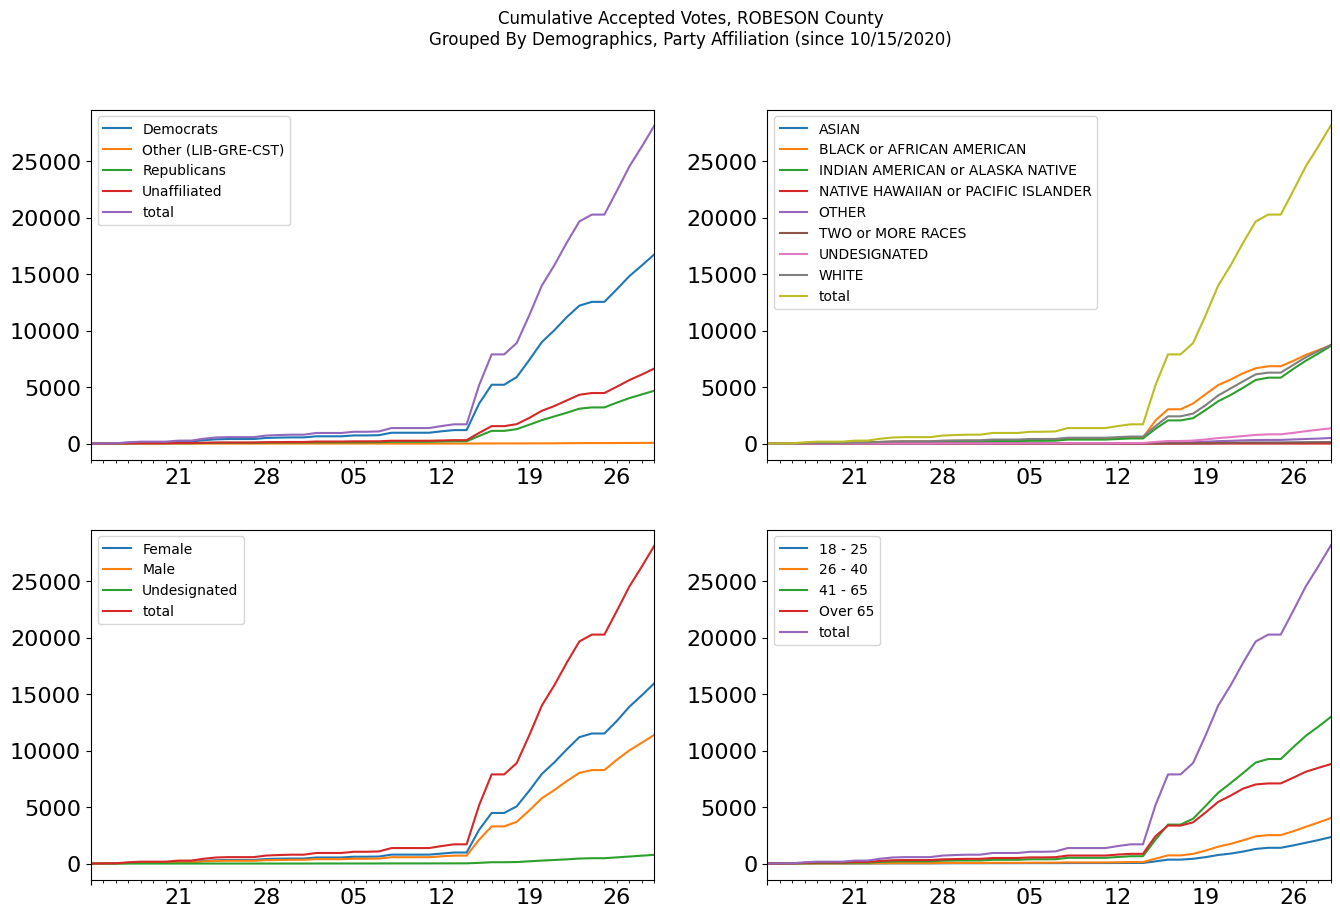 Cumulative Accepted Votes, ROBESON County
Grouped By Demographics, Party Affiliation (since 10/15/2020)
Democrats
Other (LIB-GRE-CST)
Republicans
Unaffiliated
total
25000
20000
15000
10000
5000
0
21 28 05 12 19 26
ASIAN
BLACK or AFRICAN AMERICAN
INDIAN AMERICAN or ALASKA NATIVE
NATIVE HAWAIIAN or PACIFIC ISLANDER
OTHER
TWO or MORE RACES
UNDESIGNATED
WHITE
total
25000
20000
15000
10000
5000
0
21 28 05 12 19 26
Female
Male
Undesignated
total
25000
20000
15000
10000
5000
0
21 28 05 12 19 26
18 - 25
26 - 40
41 - 65
Over 65
total
25000
20000
15000
10000
5000
0
21 28 05 12 19 26